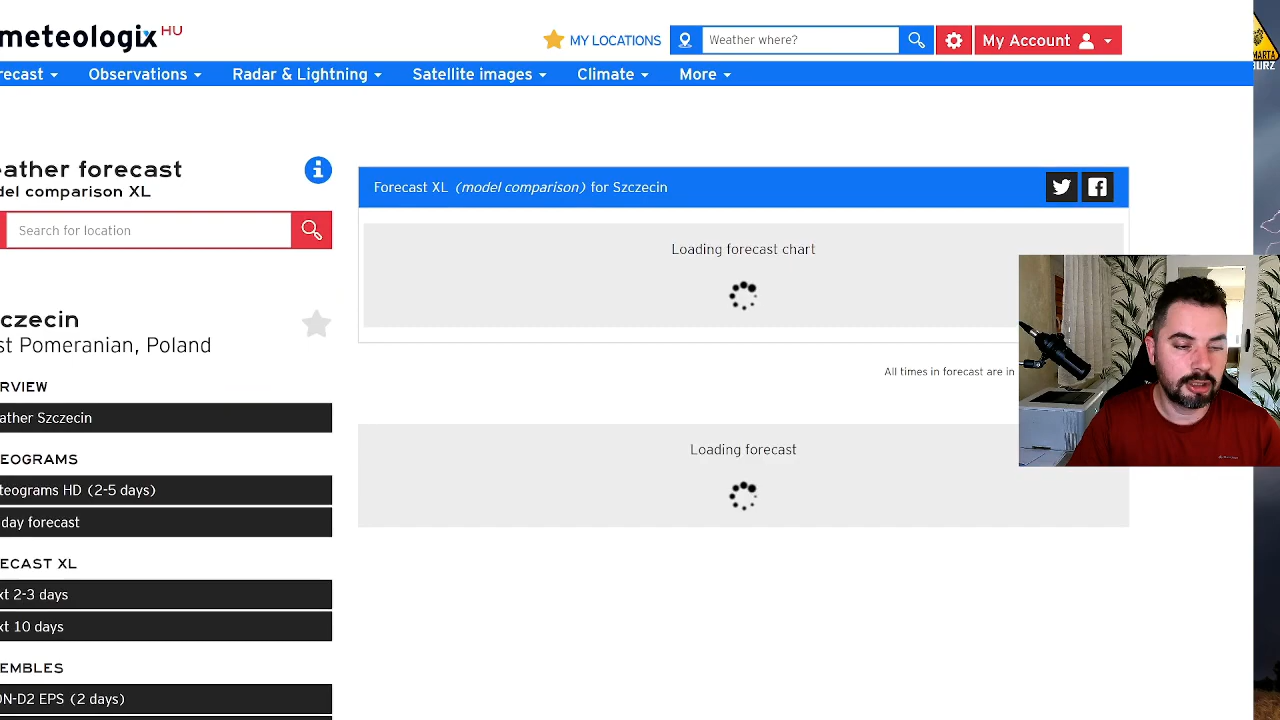 meteologix HU
MY LOCATIONS
Weather where?
My Account
recast
Observations
Radar & Lightning
Satellite images
Climate
More
eather forecast
del comparison XL
Search for location
Forecast XL (model comparison) for Szczecin
Loading forecast chart
zczecin
st Pomeranian, Poland
All times in forecast are in
RVIEW
ather Szczecin
Loading forecast
EOGRAMS
teograms HD (2-5 days)
day forecast
ECAST XL
xt 2-3 days
xt 10 days
EMBLES
ON-D2 EPS (2 days)
MARTA
BURZ